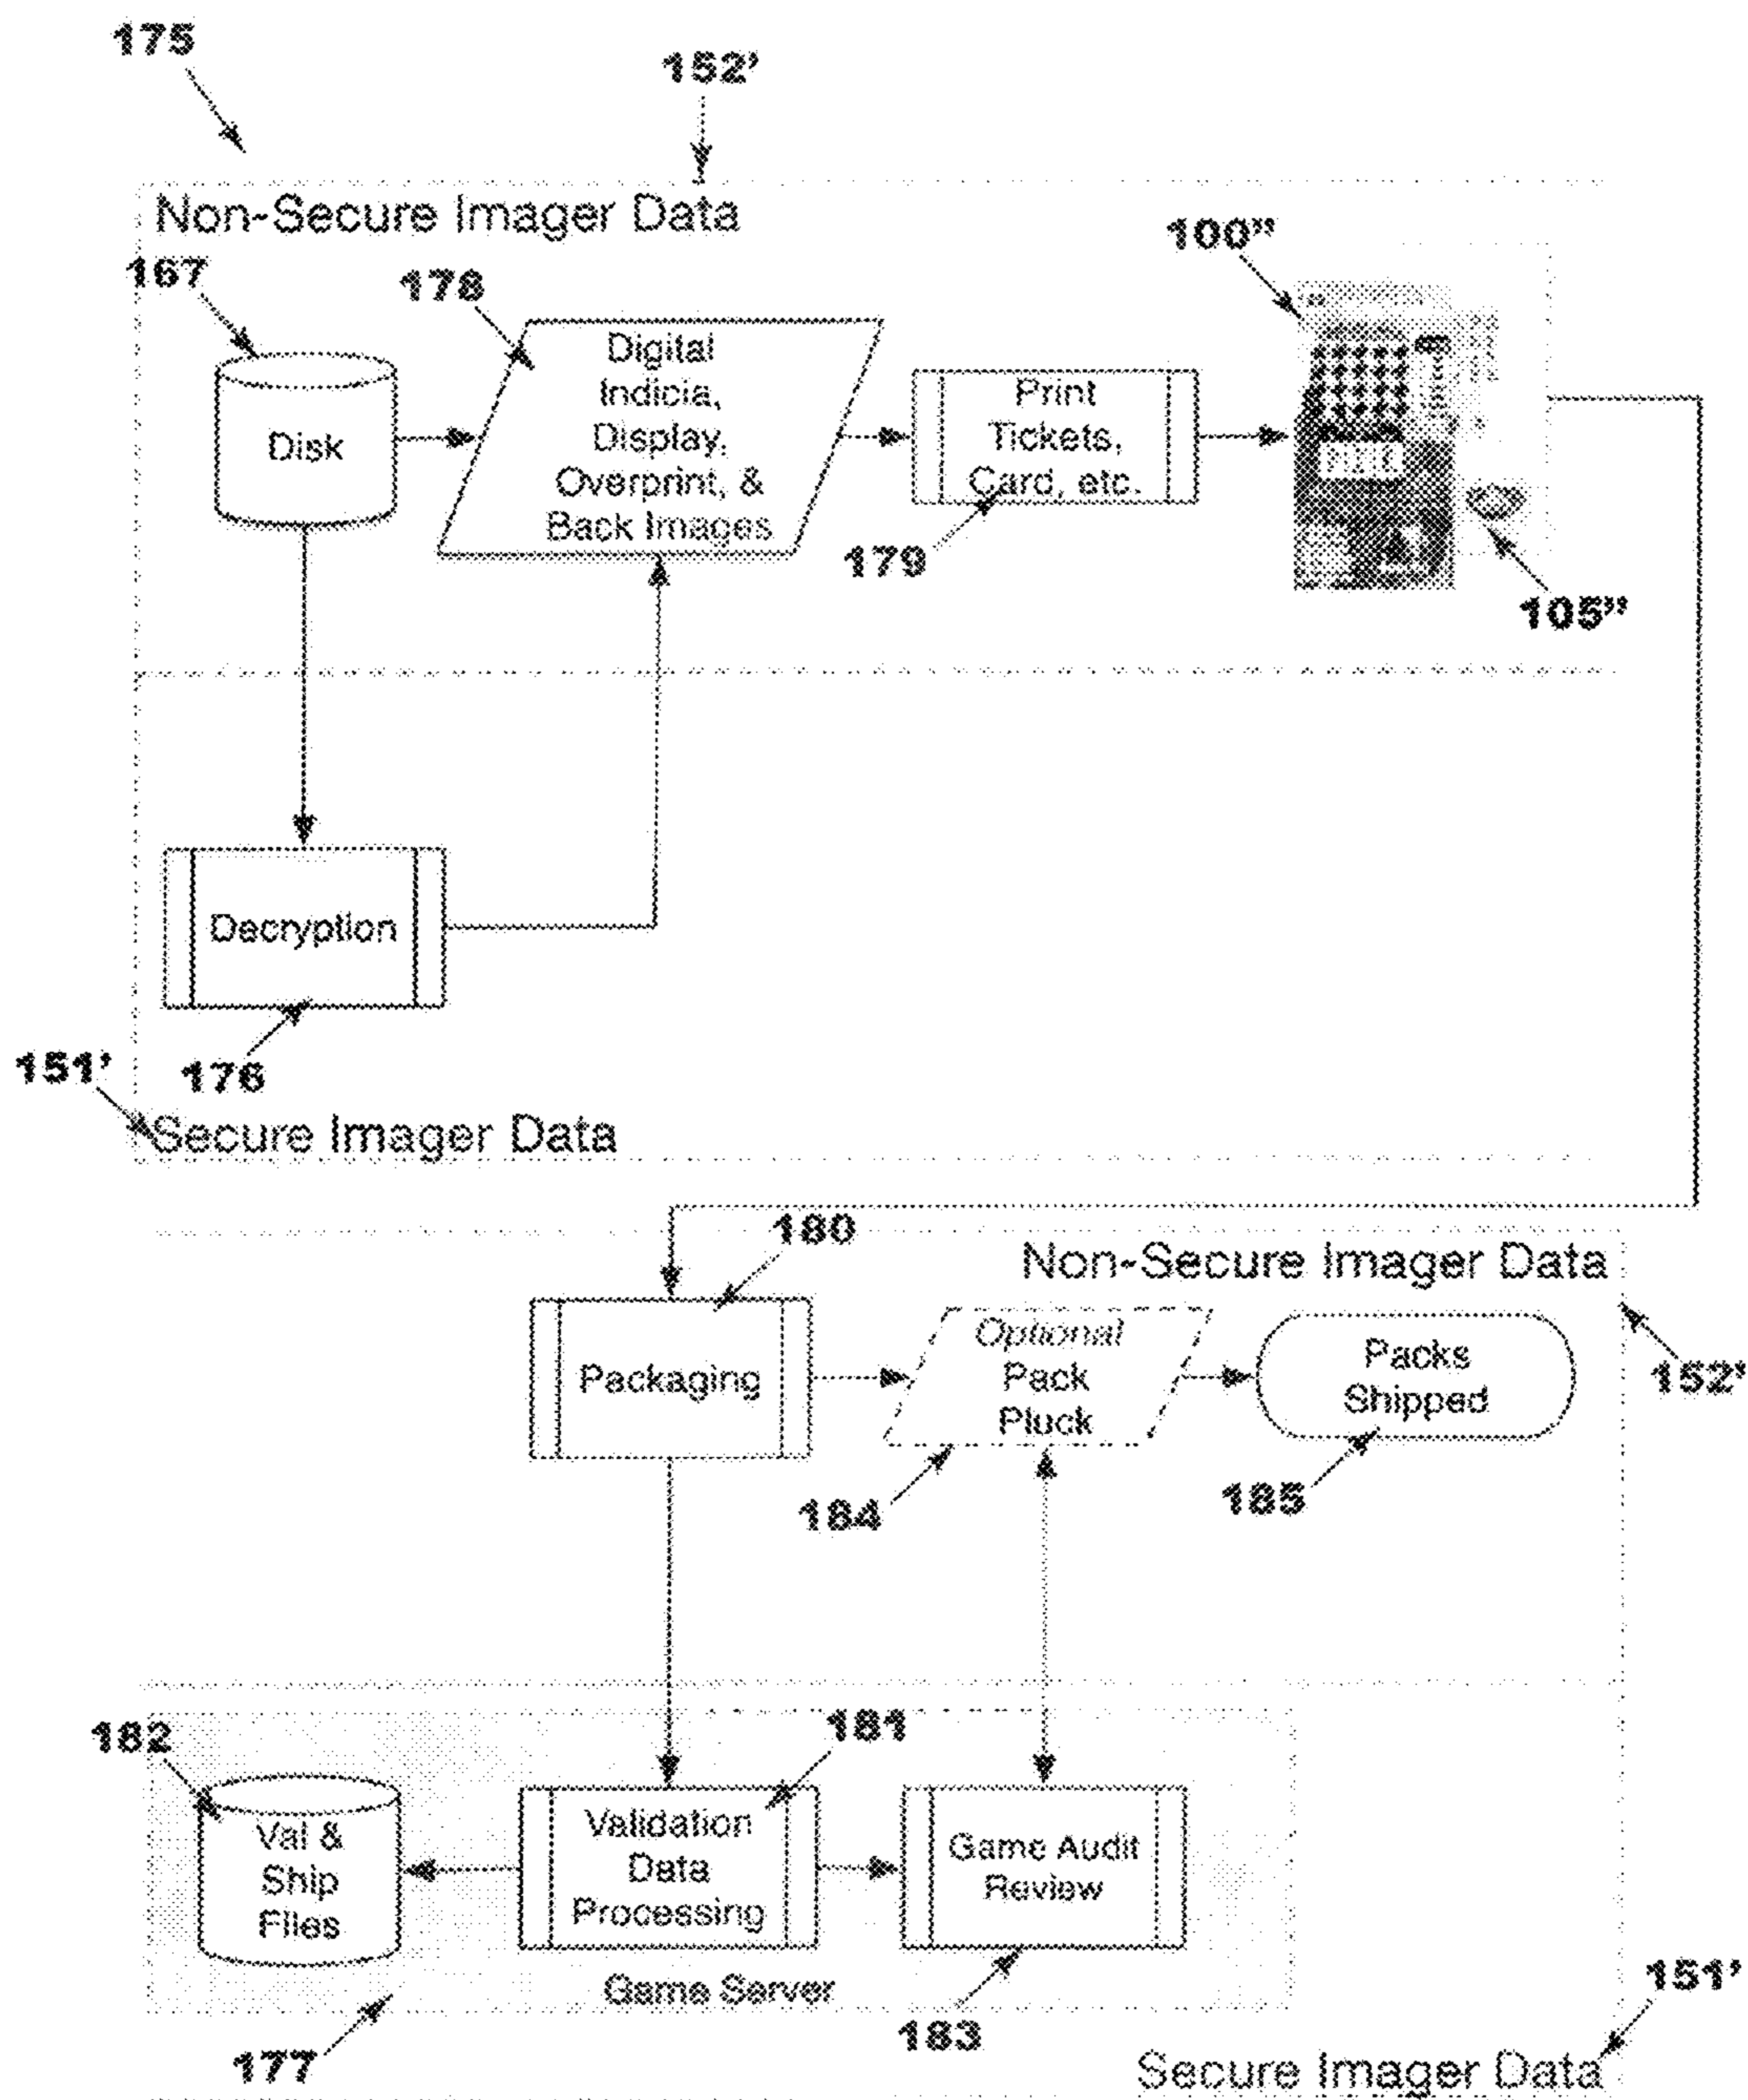 175
152’
Non-Secure Imager Data
167
178
100”
Disk
Digital
Indicia,
Display,
Overprint, &
Back Images
Print
Tickets,
Card, etc.
179
105”
Decryption
176
151’
Secure Imager Data
180
Non-Secure Imager Data
Packaging
Optional
Pack
Pluck
Packs
Shipped
152’
184
185
182
181
Val &
Ship
Files
Validation
Data
Processing
Game Audit
Review
Game Server
177
183
151’
Secure Imager Data